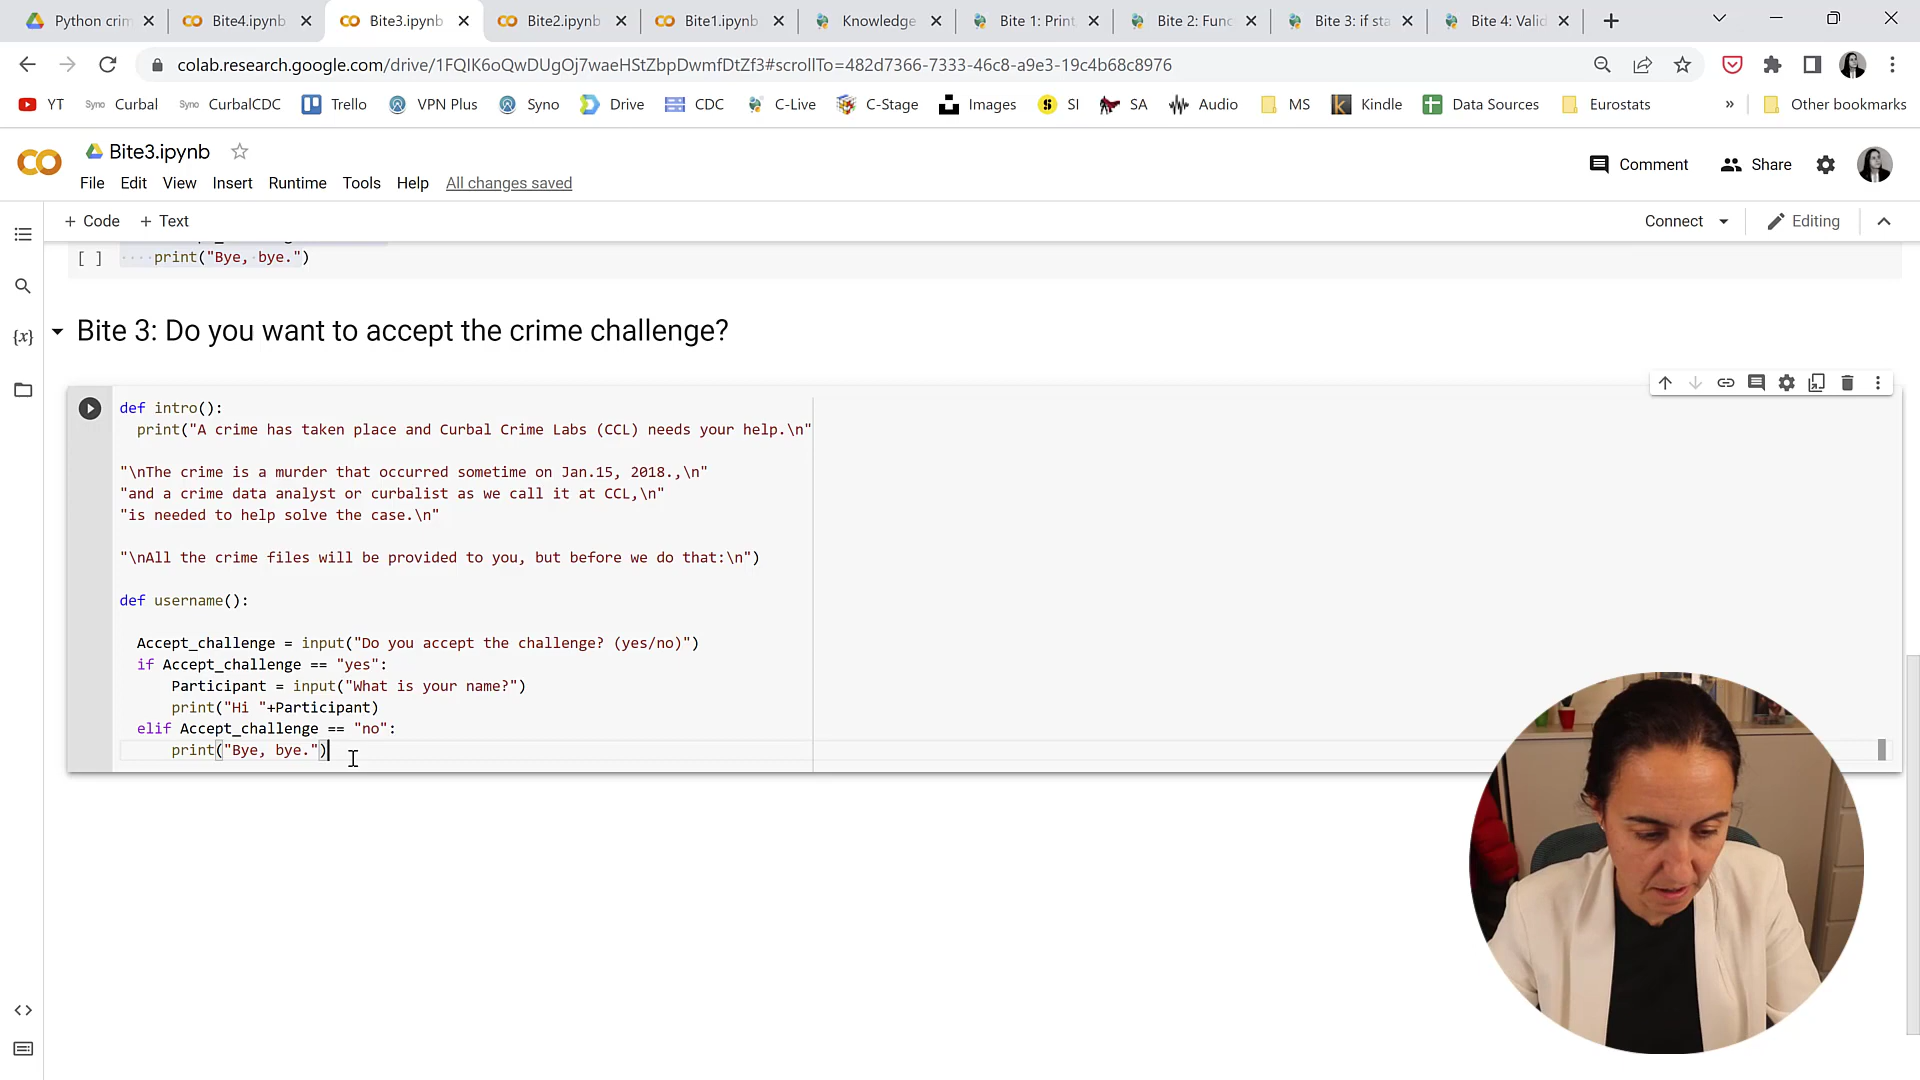 Python crim
Bite4.ipynb
Bite3.ipynb
Bite2.ipynb
Bite1.ipynb
Knowledge
Bite 1: Print
Bite 2: Func
Bite 3: if sta
Bite 4: Valid
colab.research.google.com/drive/1FQIK6oQwDUgOj7waeHStZbpDwmfDtZf3#scrollTo=482d7366-7333-46c8-a9e3-19c4b68c8976
YT
Syno Curbal
Syno CurbalCDC
Trello
VPN Plus
Syno
Drive
CDC
C-Live
C-Stage
Images
SI
SA
Audio
MS
Kindle
Data Sources
Eurostats
»
Other bookmarks
CO
Bite3.ipynb
Comment
Share
File Edit View Insert Runtime Tools Help All changes saved
+ Code + Text
Connect
Editing
[ ] print("Bye, bye.")
{x}
Bite 3: Do you want to accept the crime challenge?
def intro():
print("A crime has taken place and Curbal Crime Labs (CCL) needs your help.\n"
"\nThe crime is a murder that occurred sometime on Jan.15, 2018.,\n"
"and a crime data analyst or curbalist as we call it at CCL,\n"
"is needed to help solve the case.\n"
"\nAll the crime files will be provided to you, but before we do that:\n")
def username():
Accept_challenge = input("Do you accept the challenge? (yes/no)")
if Accept_challenge == "yes":
Participant = input("What is your name?")
print("Hi "+Participant)
elif Accept_challenge == "no":
print("Bye, bye.")